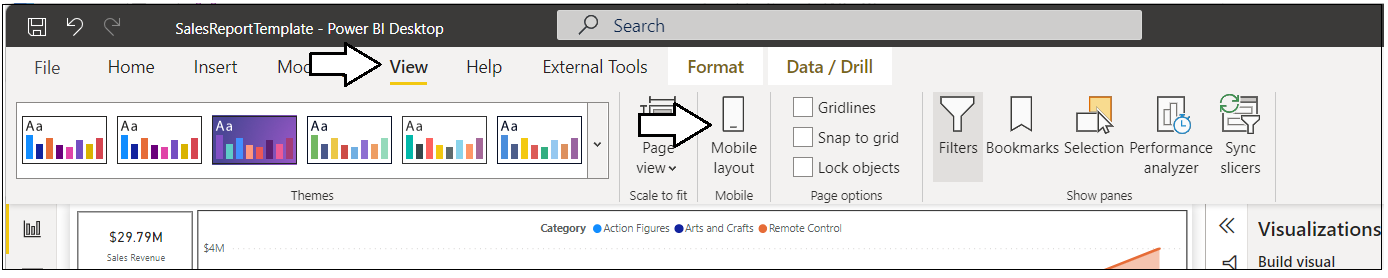 SalesReportTemplate - Power BI Desktop
Search
File Home Insert Mod View Help External Tools Format Data / Drill
Aa Aa Aa Aa Aa Aa
Page
view
Mobile
layout
Gridlines
Snap to grid
Lock objects
Filters
Bookmarks
Selection
Performance
analyzer
Sync
slicers
Themes
Scale to fit
Mobile
Page options
Show panes
$29.79M
Sales Revenue
Category Action Figures Arts and Crafts Remote Control
$4M
Visualizations
Build visual